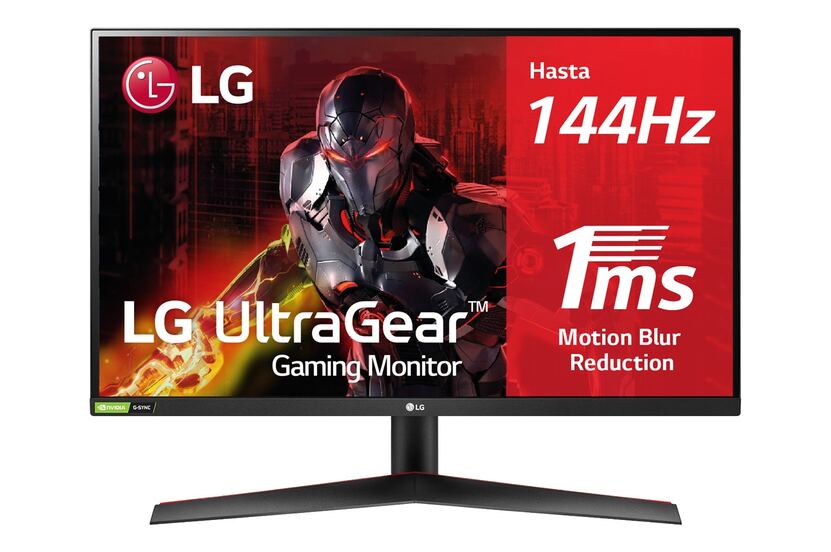 LG
Hasta
144Hz
1ms
Motion Blur
Reduction
LG UltraGear™
Gaming Monitor
NVIDIA G-SYNC
LG